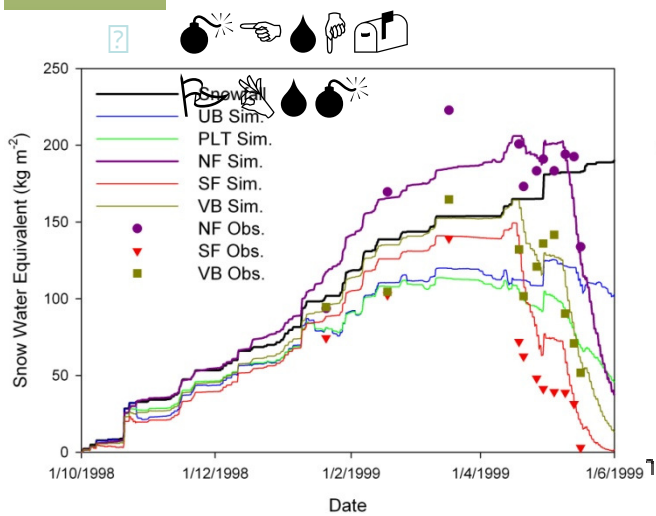 250
Snowfall
UB Sim.
PLT Sim.
200
NF Sim.
SF Sim.
VB Sim.
150
NF Obs.
SF Obs.
VB Obs.
100
50
0
Snow Water Equivalent (kg m-2)
1/10/1998 1/12/1998 1/2/1999 1/4/1999 1/6/1999
Date